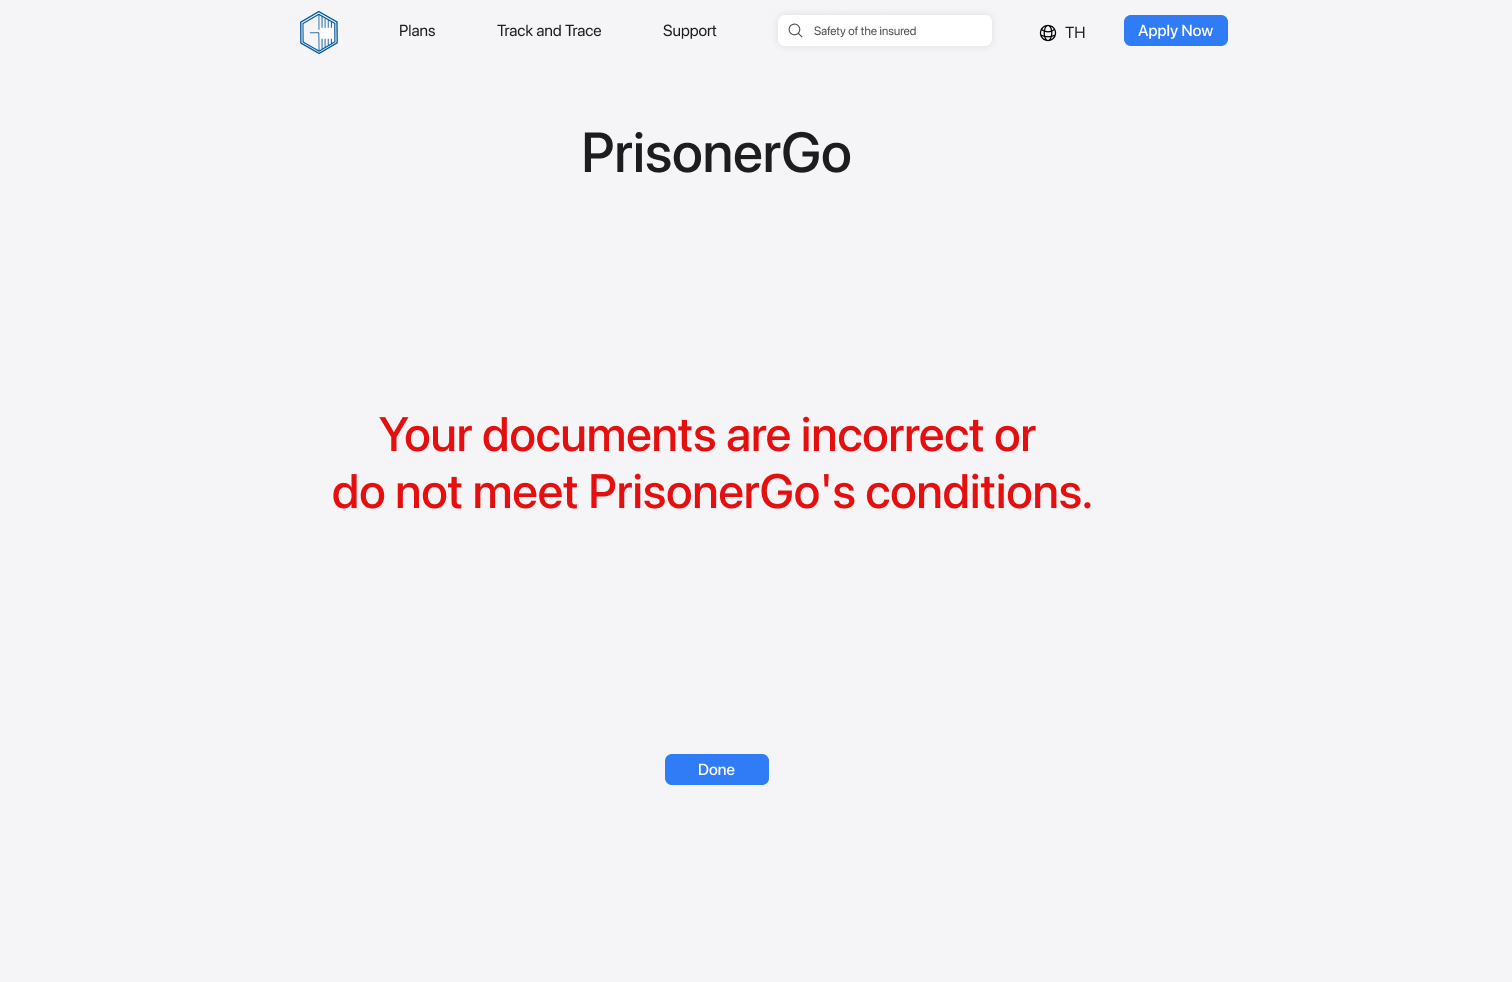 Plans
Track and Trace
Support
Safety of the insured
TH
Apply Now
PrisonerGo
Your documents are incorrect or
do not meet PrisonerGo's conditions.
Done